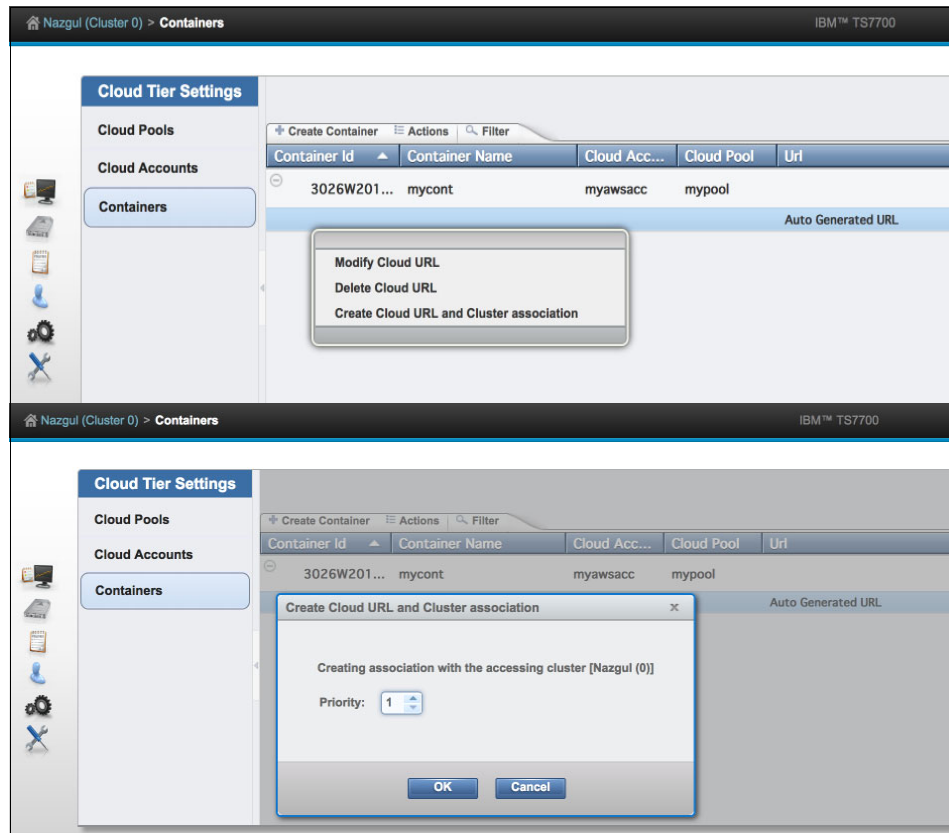 Nazgul (Cluster 0) > Containers IBM™ TS7700
Cloud Tier Settings
Cloud Pools
Cloud Accounts
Containers
Create Container Actions Filter
Container Id Container Name Cloud Acc... Cloud Pool Url
3026W201... mycont myawsacc mypool
Auto Generated URL
Modify Cloud URL
Delete Cloud URL
Create Cloud URL and Cluster association
Nazgul (Cluster 0) > Containers IBM™ TS7700
Cloud Tier Settings
Cloud Pools
Cloud Accounts
Containers
Create Container Actions Filter
Container Id Container Name Cloud Acc... Cloud Pool Url
3026W201... mycont myawsacc mypool
Auto Generated URL
Create Cloud URL and Cluster association x
Creating association with the accessing cluster [Nazgul (0)]
Priority: 1
OK Cancel